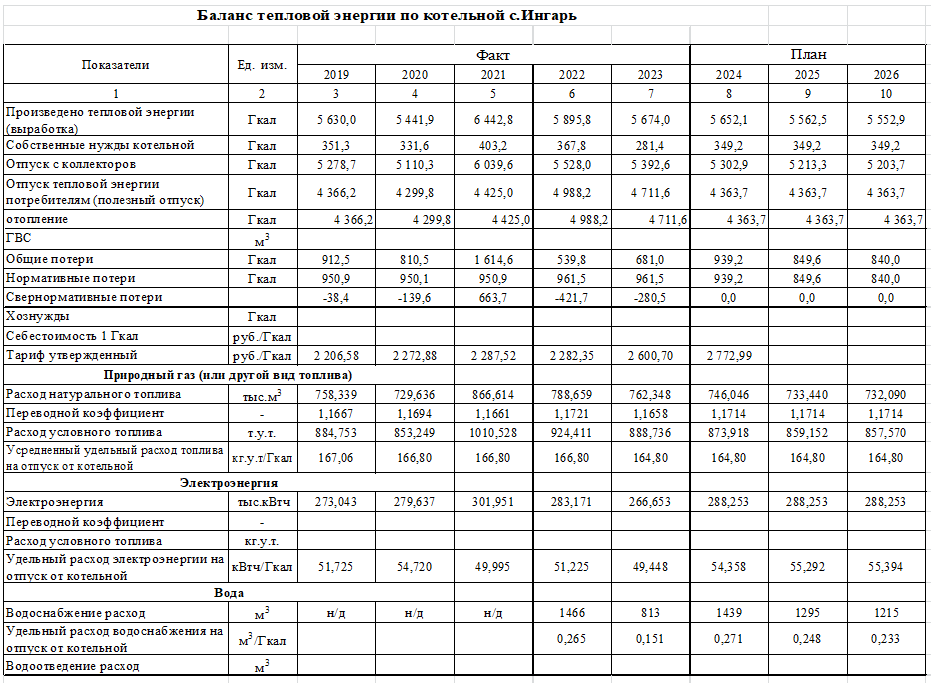 Баланс тепловой энергии по котельной с.Ингарь
Показатели Ед. изм. Факт План
2019 2020 2021 2022 2023 2024 2025 2026
1 2 3 4 5 6 7 8 9 10
Произведено тепловой энергии
(выработка) Гкал 5 630,0 5 441,9 6 442,8 5 895,8 5 674,0 5 652,1 5 562,5 5 552,9
Собственные нужды котельной Гкал 351,3 331,6 403,2 367,8 281,4 349,2 349,2 349,2
Отпуск с коллекторов Гкал 5 278,7 5 110,3 6 039,6 5 528,0 5 392,6 5 302,9 5 213,3 5 203,7
Отпуск тепловой энергии
потребителям (полезный отпуск) Гкал 4 366,2 4 299,8 4 425,0 4 988,2 4 711,6 4 363,7 4 363,7 4 363,7
отопление Гкал 4 366,2 4 299,8 4 425,0 4 988,2 4 711,6 4 363,7 4 363,7 4 363,7
ГВС м³
Общие потери Гкал 912,5 810,5 1 614,6 539,8 681,0 939,2 849,6 840,0
Нормативные потери Гкал 950,9 950,1 950,9 961,5 961,5 939,2 849,6 840,0
Свернормативные потери -38,4 -139,6 663,7 -421,7 -280,5 0,0 0,0 0,0
Хознужды Гкал
Себестоимость 1 Гкал руб./Гкал
Тариф утвержденный руб./Гкал 2 206,58 2 272,88 2 287,52 2 282,35 2 600,70 2 772,99
Природный газ (или другой вид топлива)
Расход натурального топлива тыс.м³ 758,339 729,636 866,614 788,659 762,348 746,046 733,440 732,090
Переводной коэффициент - 1,1667 1,1694 1,1661 1,1721 1,1658 1,1714 1,1714 1,1714
Расход условного топлива т.у.т. 884,753 853,249 1010,528 924,411 888,736 873,918 859,152 857,570
Усредненный удельный расход топлива
на отпуск от котельной кг.у.т/Гкал 167,06 166,80 166,80 166,80 164,80 164,80 164,80 164,80
Электроэнергия
Электроэнергия тыс.кВтч 273,043 279,637 301,951 283,171 266,653 288,253 288,253 288,253
Переводной коэффициент -
Расход условного топлива кг.у.т.
Удельный расход электроэнергии на
отпуск от котельной кВтч/Гкал 51,725 54,720 49,995 51,225 49,448 54,358 55,292 55,394
Вода
Водоснабжение расход м³ н/д н/д н/д 1466 813 1439 1295 1215
Удельный расход водоснабжения на
отпуск от котельной м³/Гкал 0,265 0,151 0,271 0,248 0,233
Водоотведение расход м³